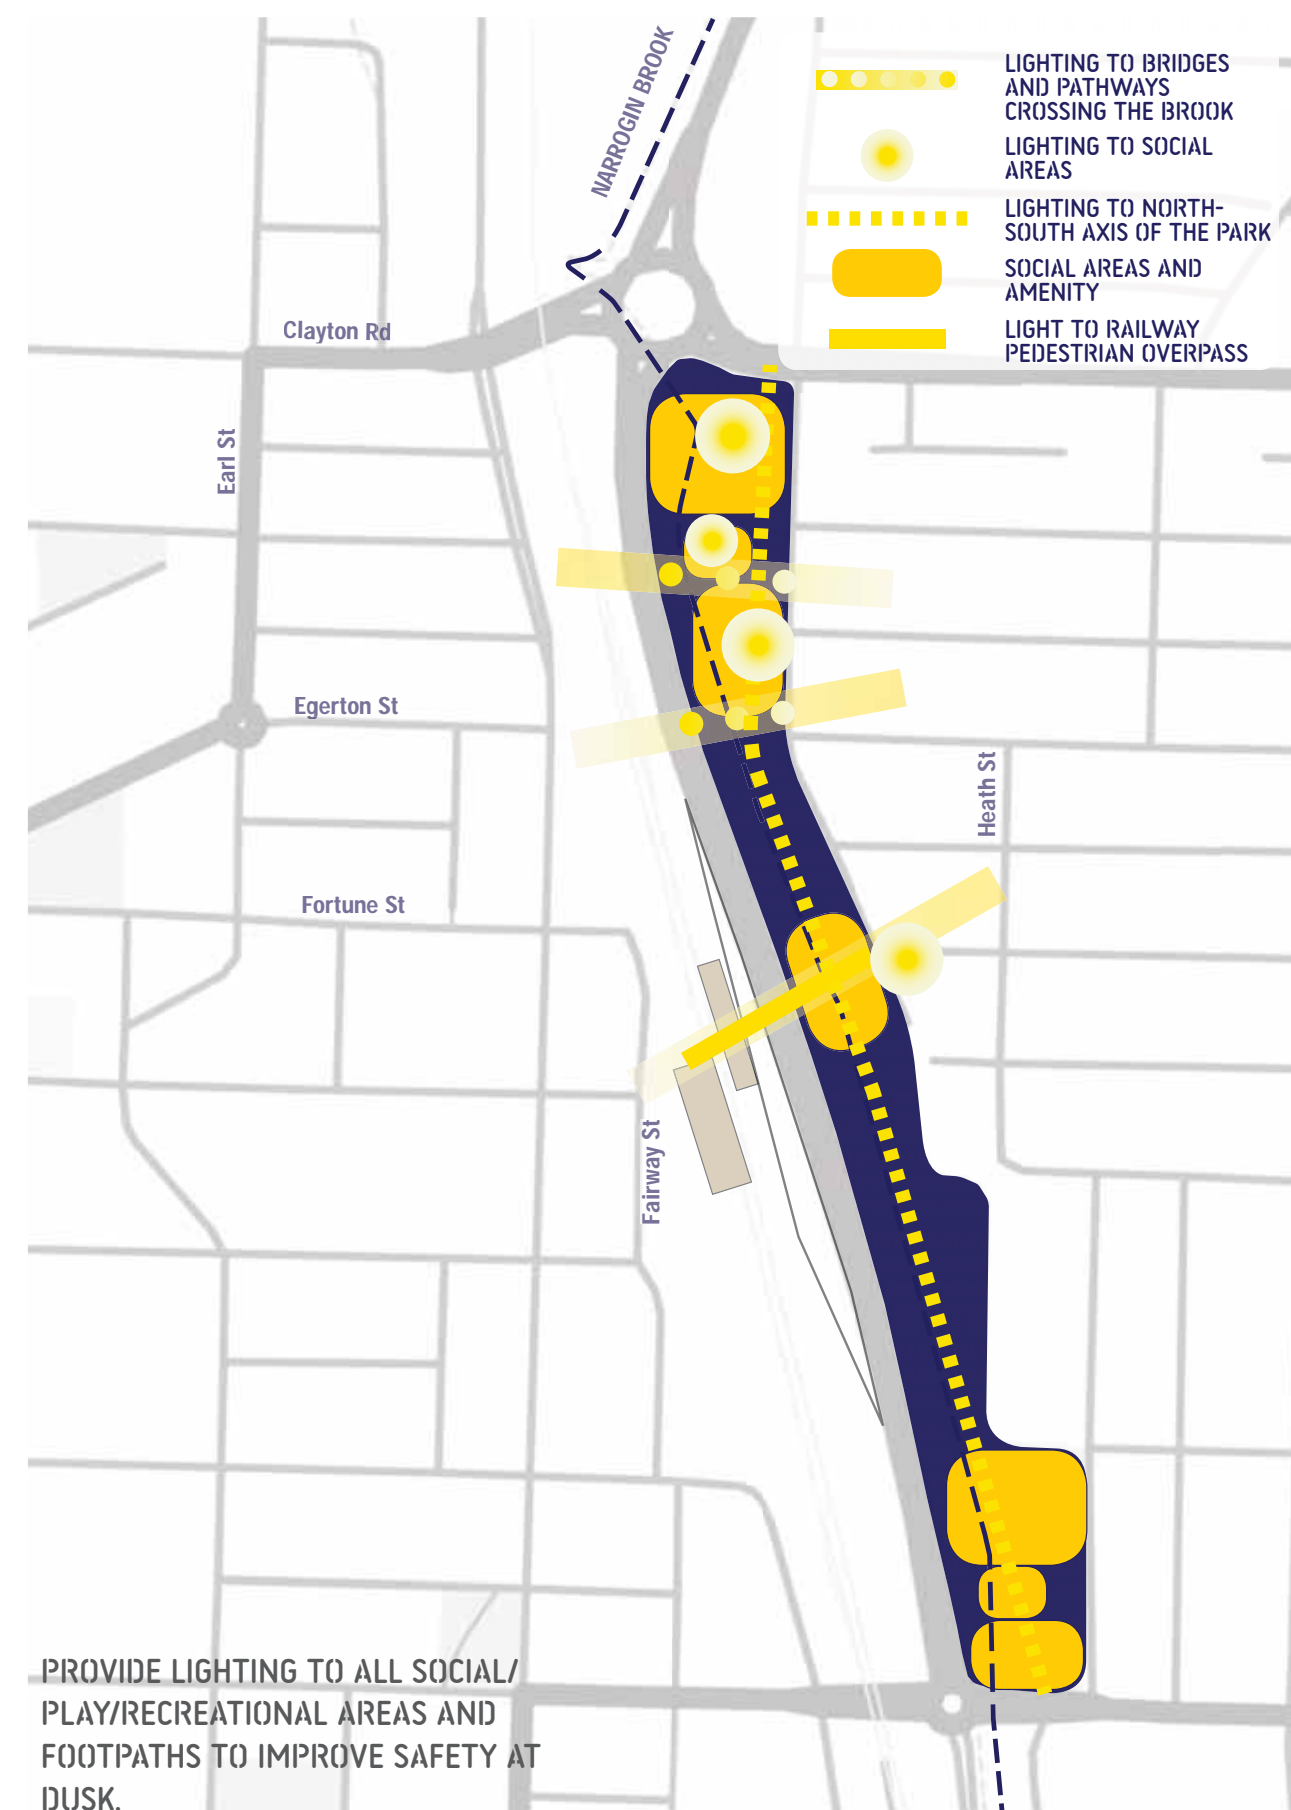 NARROGIN BROOK
LIGHTING TO BRIDGES
AND PATHWAYS
CROSSING THE BROOK
LIGHTING TO SOCIAL
AREAS
LIGHTING TO NORTH-
SOUTH AXIS OF THE PARK
SOCIAL AREAS AND
AMENITY
LIGHT TO RAILWAY
PEDESTRIAN OVERPASS
Clayton Rd
Earl St
Egerton St
Heath St
Fortune St
Fairway St
PROVIDE LIGHTING TO ALL SOCIAL/
PLAY/RECREATIONAL AREAS AND
FOOTPATHS TO IMPROVE SAFETY AT
DUSK.